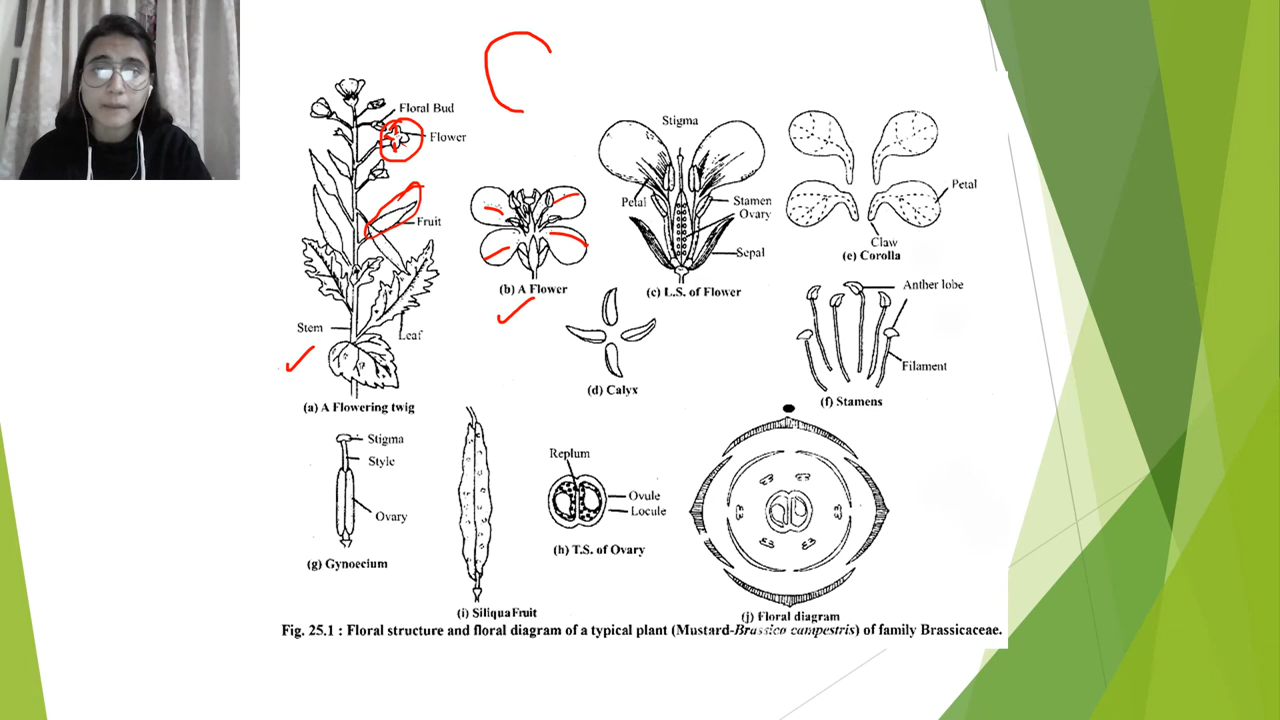 Floral Bud
Flower
Fruit
Stem
Leaf
(a) A Flowering twig
(b) A Flower
Stigma
Petal
Stamen
Ovary
Sepal
(c) L.S. of Flower
(d) Calyx
Petal
Claw
(e) Corolla
Anther lobe
Filament
(f) Stamens
Stigma
Style
Ovary
(g) Gynoecium
(i) Siliqua Fruit
Replum
Ovule
Locule
(h) T.S. of Ovary
(j) Floral diagram
Fig. 25.1 : Floral structure and floral diagram of a typical plant (Mustard-Brassico campestris) of family Brassicaceae.